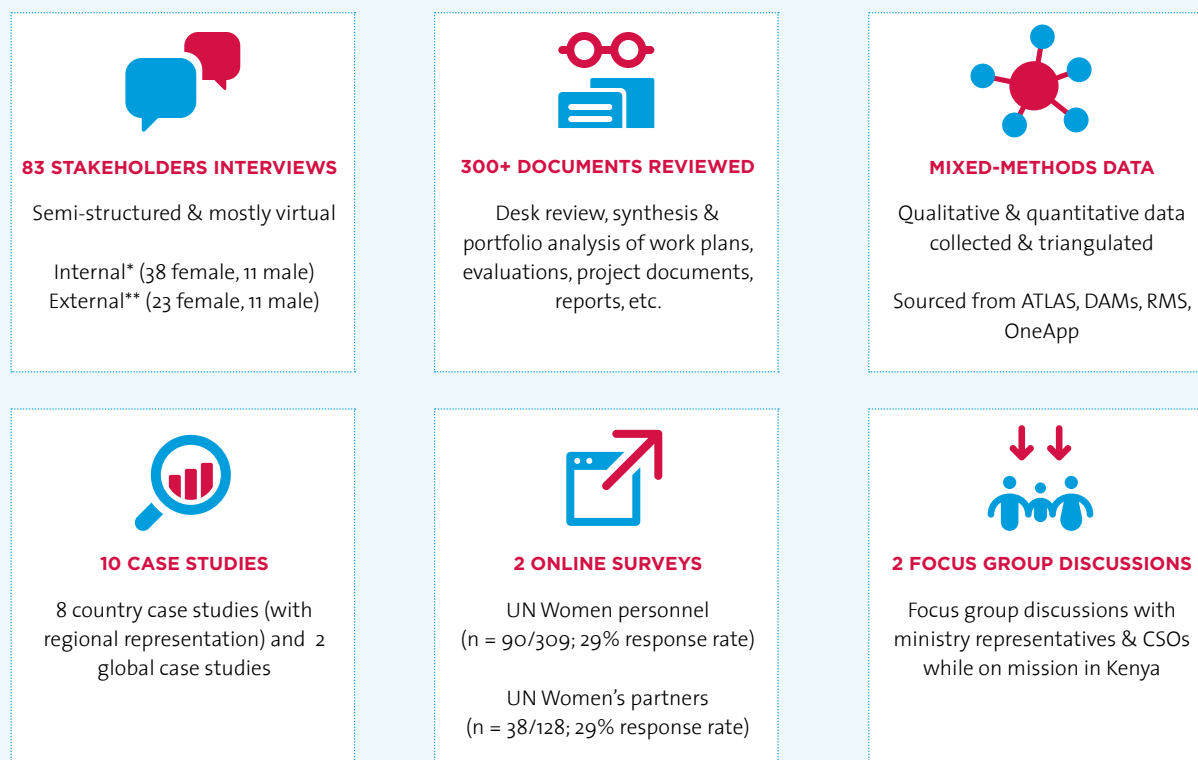 83 STAKEHOLDERS INTERVIEWS
Semi-structured & mostly virtual
Internal* (38 female, 11 male)
External** (23 female, 11 male)
300+ DOCUMENTS REVIEWED
Desk review, synthesis &
portfolio analysis of work plans,
evaluations, project documents,
reports, etc.
MIXED-METHODS DATA
Qualitative & quantitative data
collected & triangulated
Sourced from ATLAS, DAMs, RMS,
OneApp
10 CASE STUDIES
8 country case studies (with
regional representation) and 2
global case studies
2 ONLINE SURVEYS
UN Women personnel
(n = 90/309; 29% response rate)
UN Women's partners
(n = 38/128; 29% response rate)
2 FOCUS GROUP DISCUSSIONS
Focus group discussions with
ministry representatives & CSOs
while on mission in Kenya